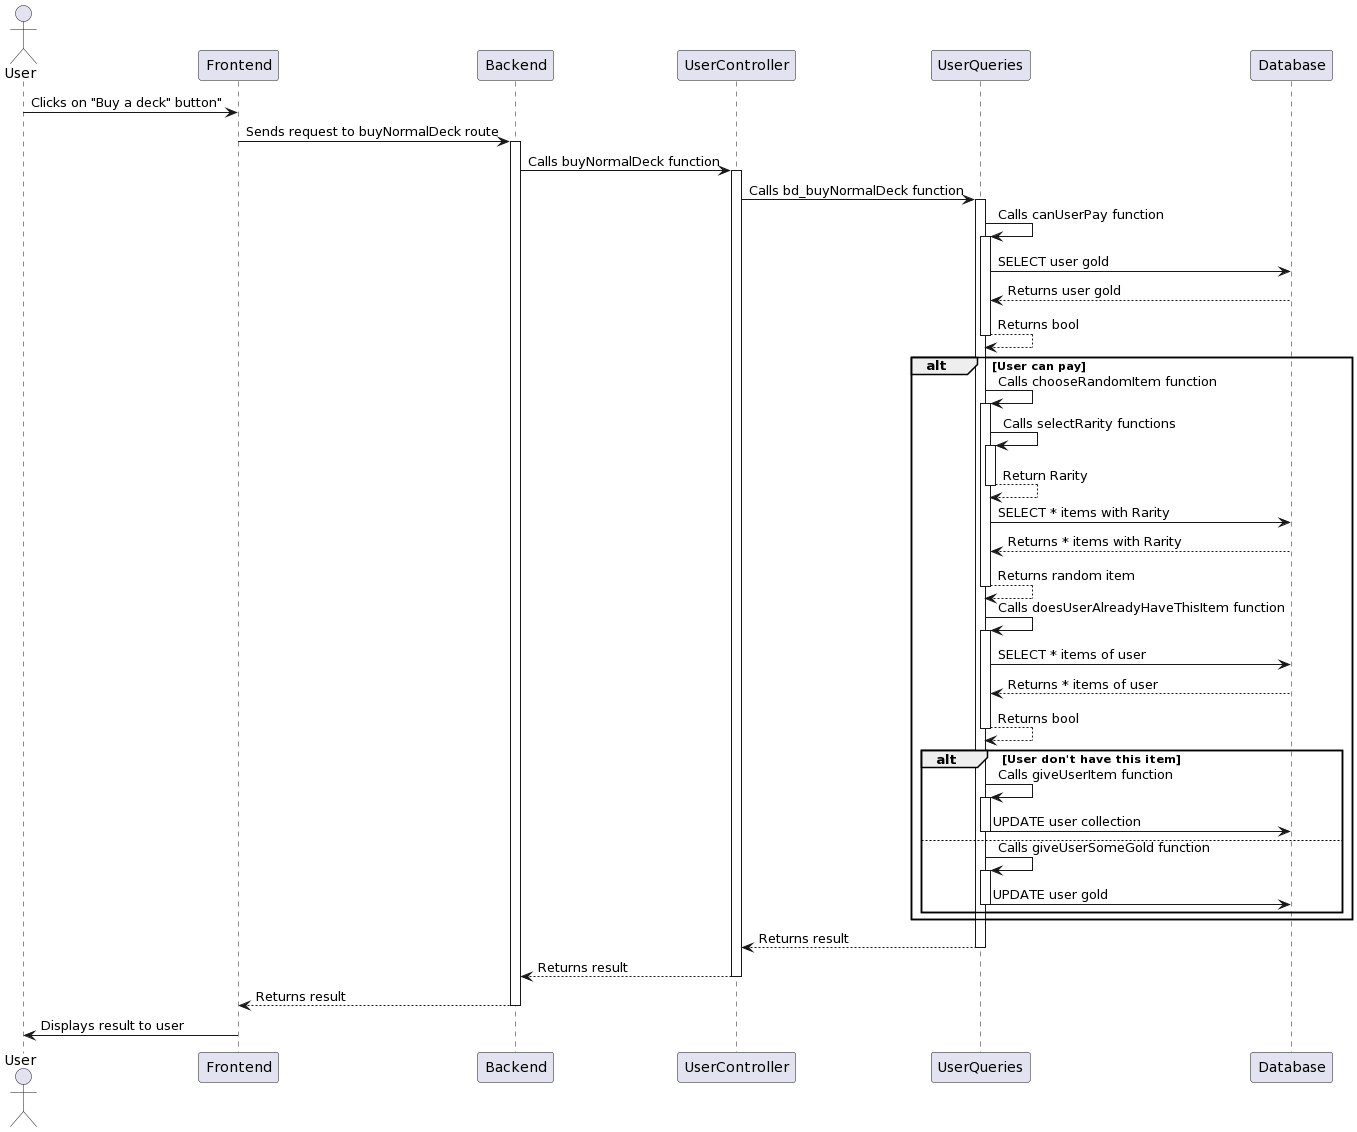 User
Frontend
Backend
UserController
UserQueries
Database
Clicks on "Buy a deck" button"
Sends request to buyNormalDeck route
Calls buyNormalDeck function
Calls bd_buyNormalDeck function
Calls canUserPay function
SELECT user gold
Returns user gold
Returns bool
alt
[User can pay]
Calls chooseRandomItem function
Calls selectRarity functions
Return Rarity
SELECT * items with Rarity
Returns * items with Rarity
Returns random item
Calls doesUserAlreadyHaveThisItem function
SELECT * items of user
Returns * items of user
Returns bool
alt
[User don't have this item]
Calls giveUserItem function
UPDATE user collection
Calls giveUserSomeGold function
UPDATE user gold
Returns result
Returns result
Returns result
Displays result to user
User
Frontend
Backend
UserController
UserQueries
Database